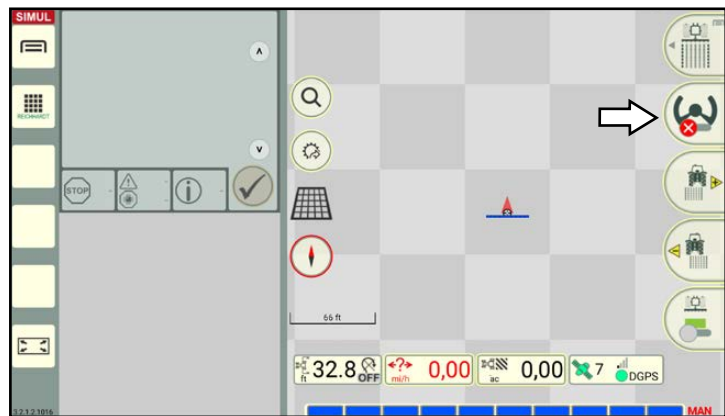 SIMUL
REICHHARDT
STOP
66 ft
ft 32.8 OFF
<?> mi/h 0,00
ac 0,00
7 DGPS
3.2.1.2.1016
MAN